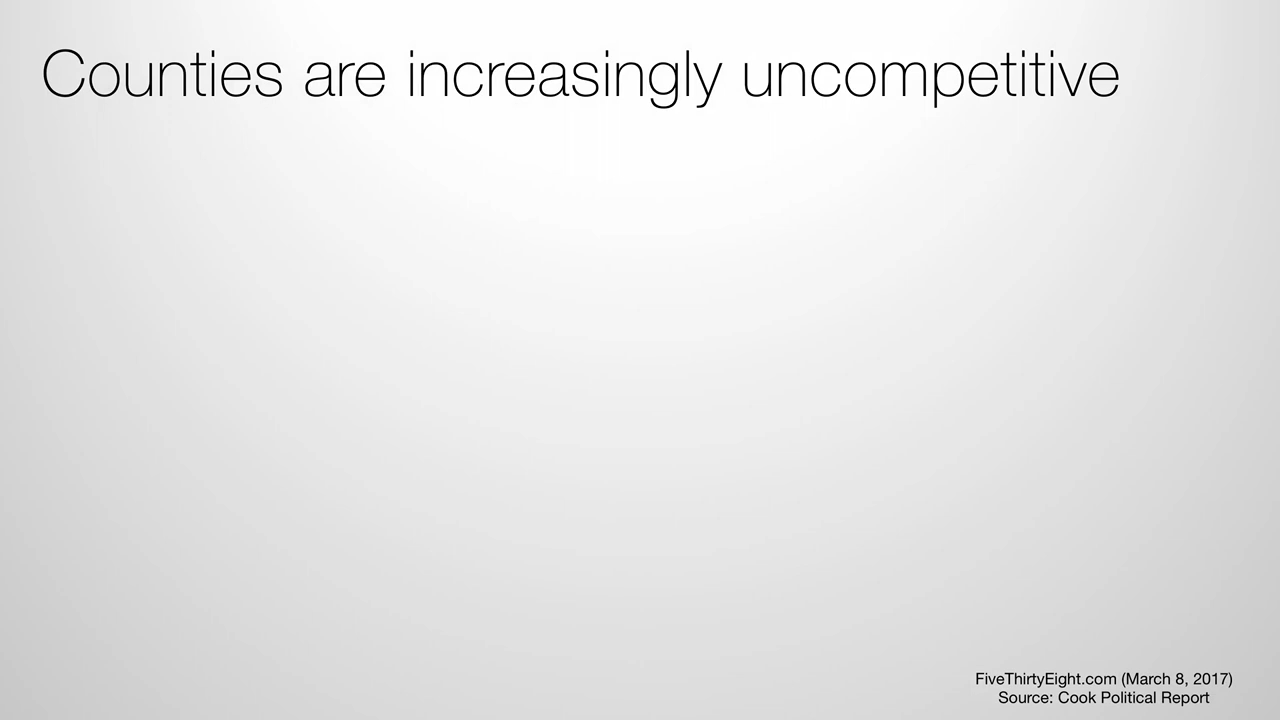 Counties are increasingly uncompetitive
FiveThirtyEight.com (March 8, 2017)
Source: Cook Political Report